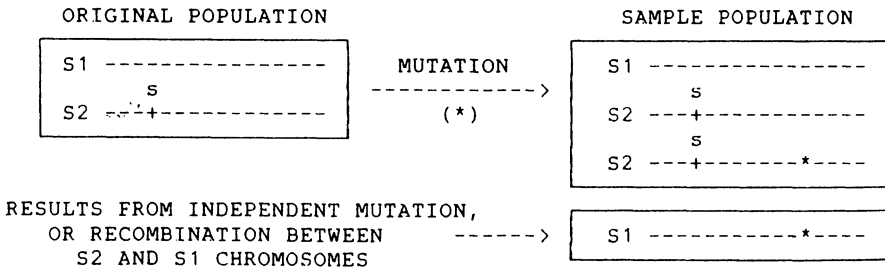 ORIGINAL POPULATION
S1 ----------------
s
S2 ---+------------
MUTATION
------------>
(*)
SAMPLE POPULATION
S1 ----------------
s
S2 ---+------------
s
S2 ---+-------*----
RESULTS FROM INDEPENDENT MUTATION,
OR RECOMBINATION BETWEEN ------>
S2 AND S1 CHROMOSOMES
S1 -----------*----